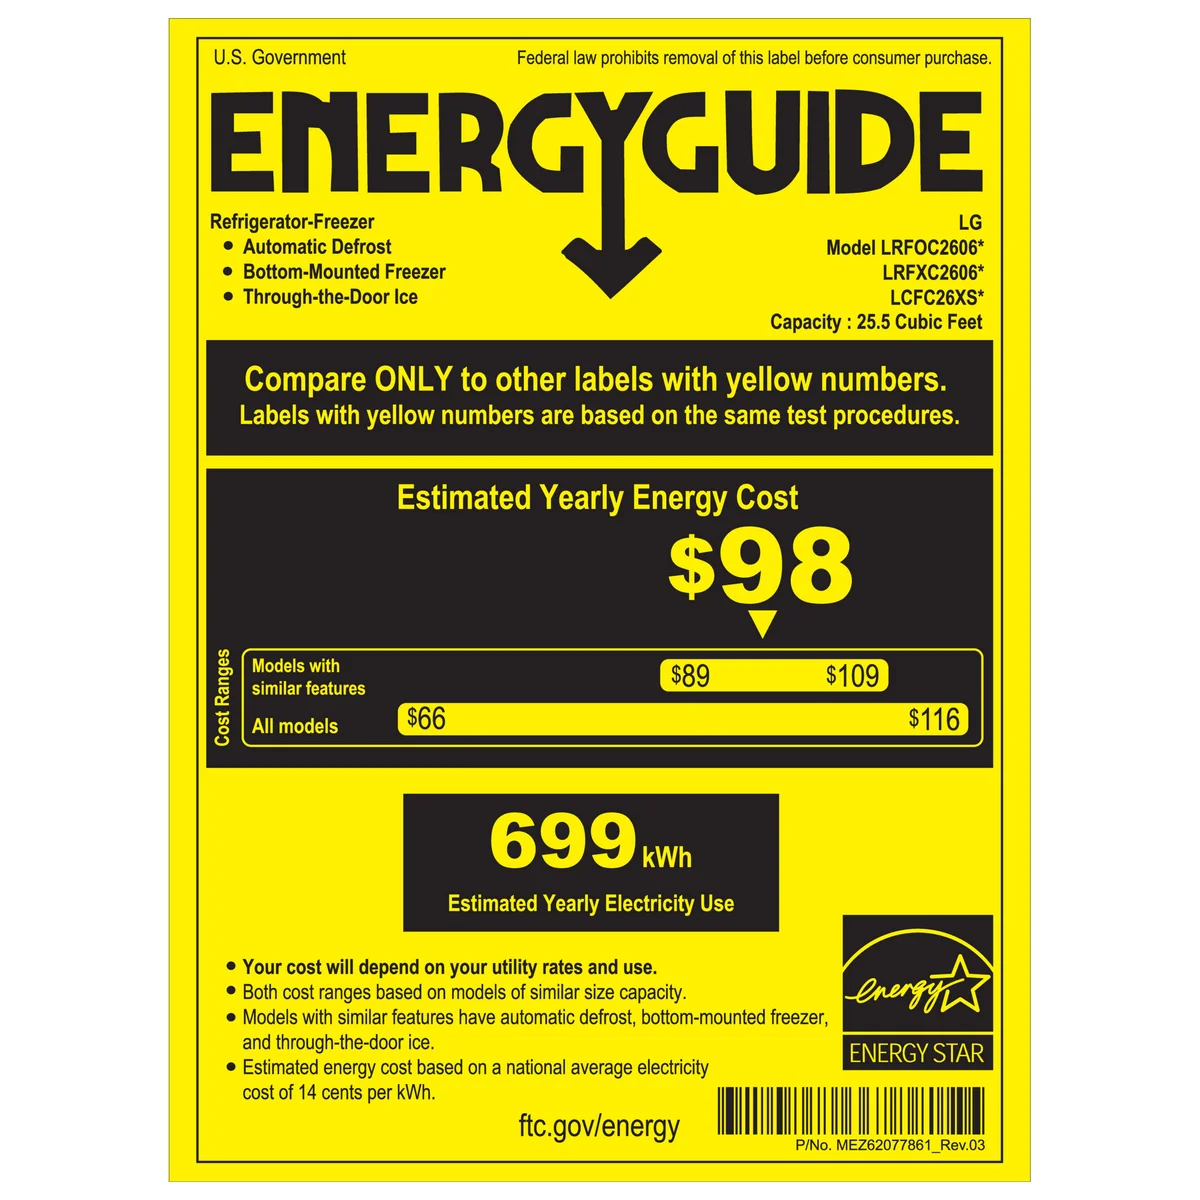 U.S. Government
Federal law prohibits removal of this label before consumer purchase.
ENERGYGUIDE
Refrigerator-Freezer
• Automatic Defrost
• Bottom-Mounted Freezer
• Through-the-Door Ice
LG
Model LRFOC2606*
LRFXC2606*
LCFC26XS*
Capacity : 25.5 Cubic Feet
Compare ONLY to other labels with yellow numbers.
Labels with yellow numbers are based on the same test procedures.
Estimated Yearly Energy Cost
$98
Cost Ranges
Models with
similar features
$89 $109
All models
$66 $116
699 kWh
Estimated Yearly Electricity Use
• Your cost will depend on your utility rates and use.
• Both cost ranges based on models of similar size capacity.
• Models with similar features have automatic defrost, bottom-mounted freezer,
and through-the-door ice.
• Estimated energy cost based on a national average electricity
cost of 14 cents per kWh.
ftc.gov/energy
energy
ENERGY STAR
P/No. MEZ62077861_Rev.03